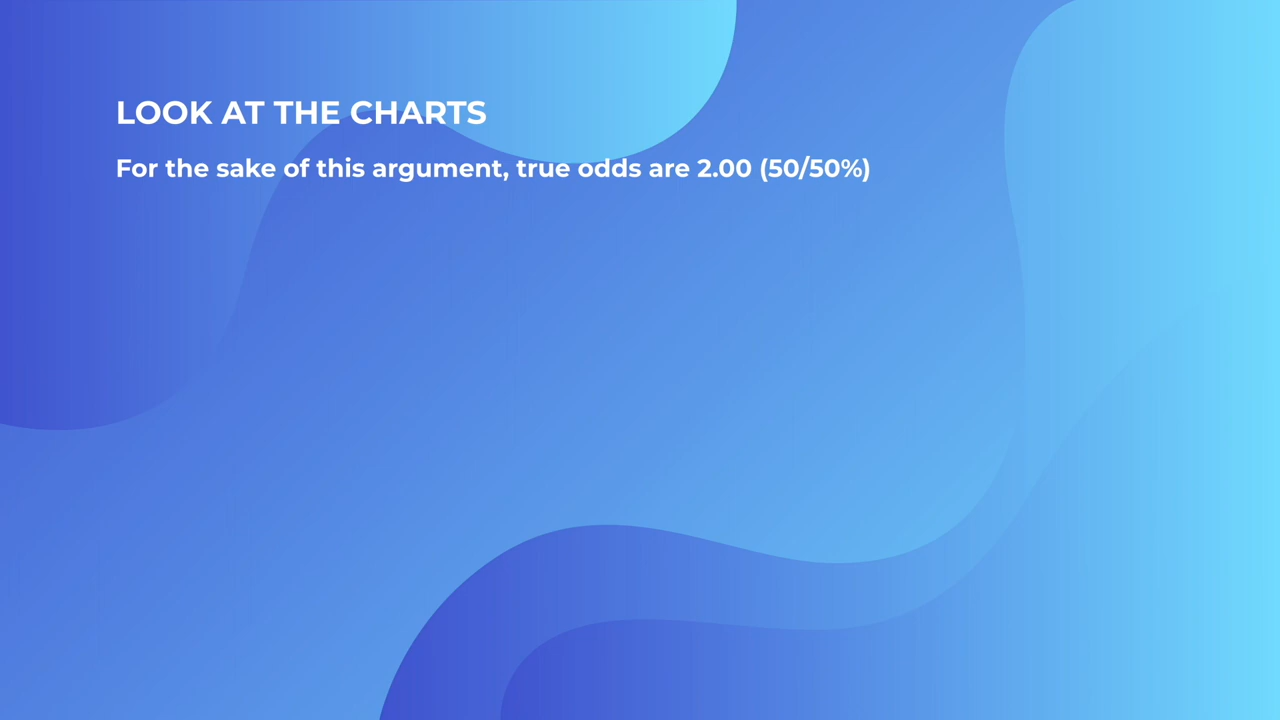 LOOK AT THE CHARTS
For the sake of this argument, true odds are 2.00 (50/50%)